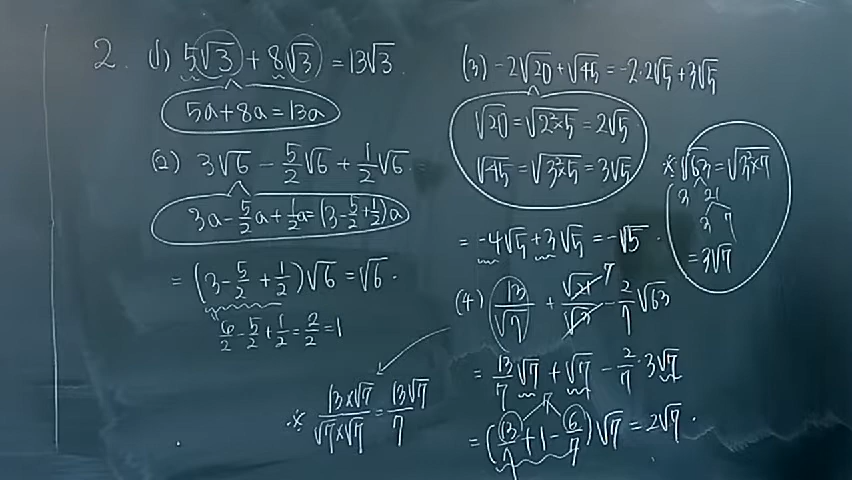 2. (1) 5√3 + 8√3 = 13√3
5a + 8a = 13a
(2) 3√6 - 5/2 √6 + 1/2 √6
3a - 5/2 a + 1/2 a = (3 - 5/2 + 1/2) a
= (3 - 5/2 + 1/2) √6 = √6.
6/2 - 5/2 + 1/2 = 2/2 = 1
(3) -2√20 + √45 = -2·2√5 + 3√5
√20 = √(2²×5) = 2√5
√45 = √(3²×5) = 3√5
= -4√5 + 3√5 = -√5.
※ √63 = √(3²×7)
3 21
3 7
= 3√7
(4) 13/√7 + √21/√3 - 2/7 √63
7
= 13/7 √7 + √7 - 2/7 · 3√7
= (13/7 + 1 - 6/7) √7 = 2√7.
※ (13×√7)/(√7×√7) = 13√7/7